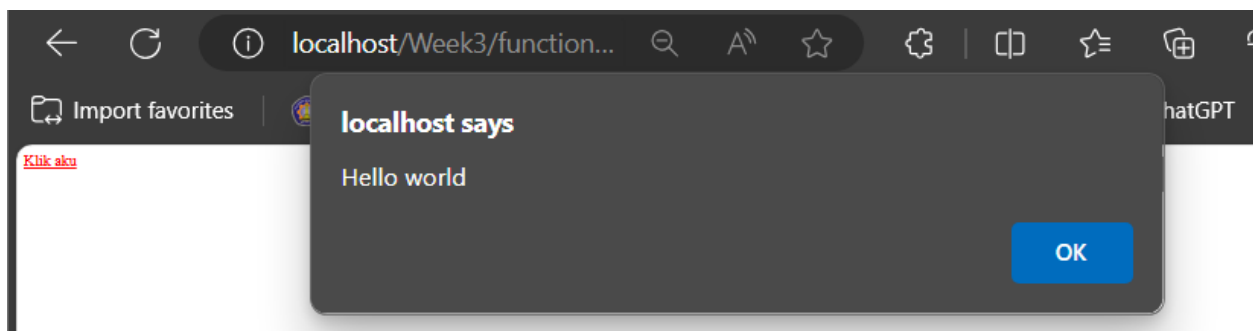 localhost/Week3/function...
Import favorites
hatGPT
localhost says
Hello world
OK
Klik aku